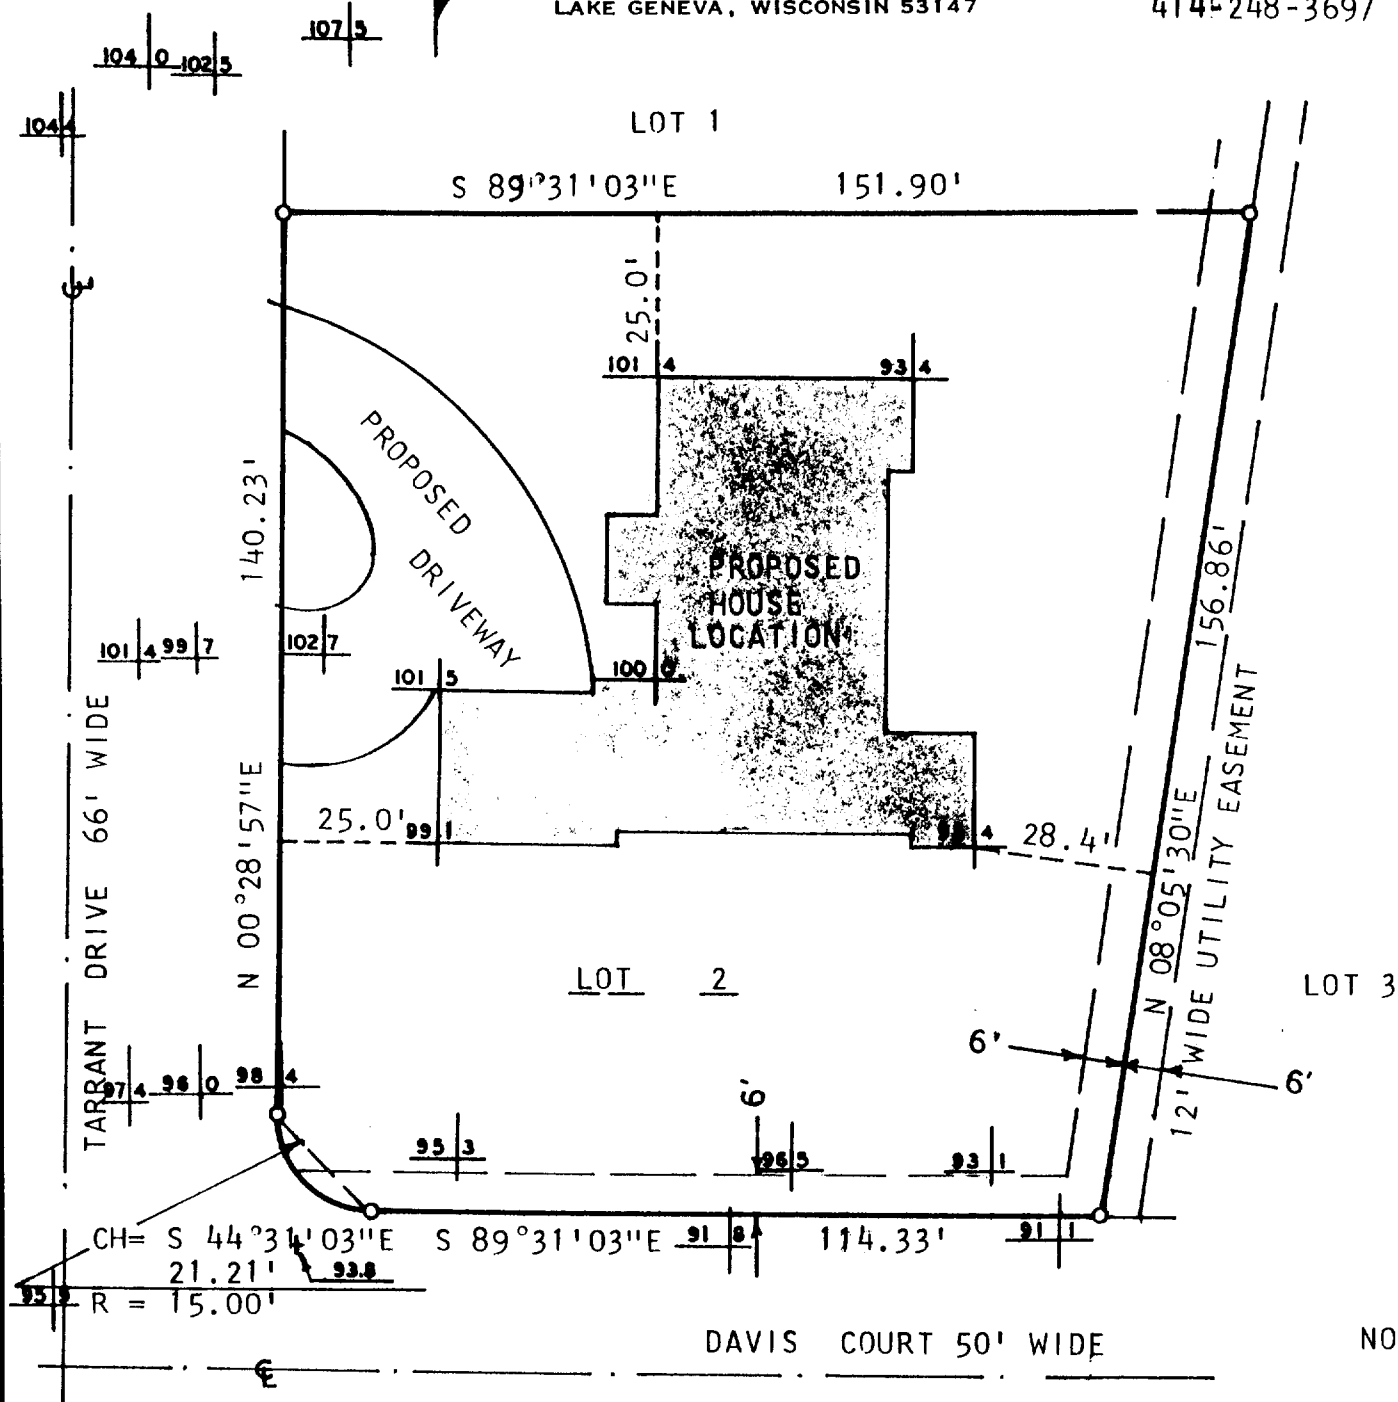 LAKE GENEVA, WISCONSIN 53147
414-248-3697
107 5
104 0
102 5
104 4
LOT 1
S 89°31'03"E 151.90'
25.0'
101 4
93 4
PROPOSED
DRIVEWAY
140.23'
PROPOSED
HOUSE
LOCATION
156.86'
101 4
99 7
102 7
100 0
101 5
TARRANT DRIVE 66' WIDE
N 00°28'57"E
25.0'
99 1
4
28.4'
N 08°05'30"E
12' WIDE UTILITY EASEMENT
LOT 2
LOT 3
6'
6'
97 4
96 0
98 4
6'
95 3
96 5
93 1
CH= S 44°31'03"E
21.21'
R = 15.00'
S 89°31'03"E
91 8
114.33'
91 1
93.8
95 9
DAVIS COURT 50' WIDE
NO